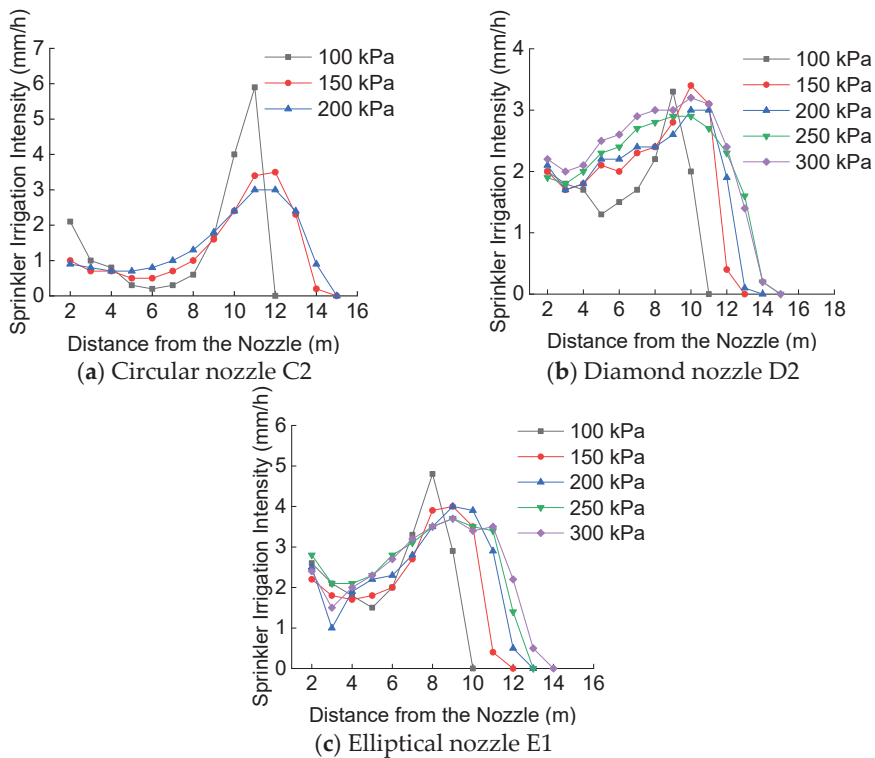 Sprinkler Irrigation Intensity (mm/h)
7
6
5
4
3
2
1
0
2 4 6 8 10 12 14 16
Distance from the Nozzle (m)
100 kPa
150 kPa
200 kPa
(a) Circular nozzle C2
Sprinkler Irrigation Intensity (mm/h)
4
3
2
1
0
2 4 6 8 10 12 14 16 18
Distance from the Nozzle (m)
100 kPa
150 kPa
200 kPa
250 kPa
300 kPa
(b) Diamond nozzle D2
Sprinkler Irrigation Intensity (mm/h)
6
5
4
3
2
1
0
2 4 6 8 10 12 14 16
Distance from the Nozzle (m)
100 kPa
150 kPa
200 kPa
250 kPa
300 kPa
(c) Elliptical nozzle E1